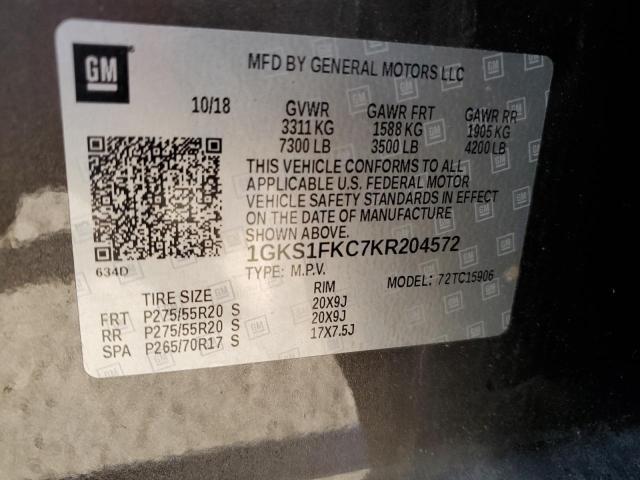 GM
MFD BY GENERAL MOTORS LLC
10/18 GVWR GAWR FRT GAWR RR
3311 KG 1588 KG 1905 KG
7300 LB 3500 LB 4200 LB
THIS VEHICLE CONFORMS TO ALL
APPLICABLE U.S. FEDERAL MOTOR
VEHICLE SAFETY STANDARDS IN EFFECT
ON THE DATE OF MANUFACTURE
SHOWN ABOVE.
1GKS1FKC7KR204572
634D
TYPE: M.P.V. MODEL: 72TC15906
TIRE SIZE RIM
FRT P275/55R20 S 20X9J
RR P275/55R20 S 20X9J
SPA P265/70R17 S 17X7.5J